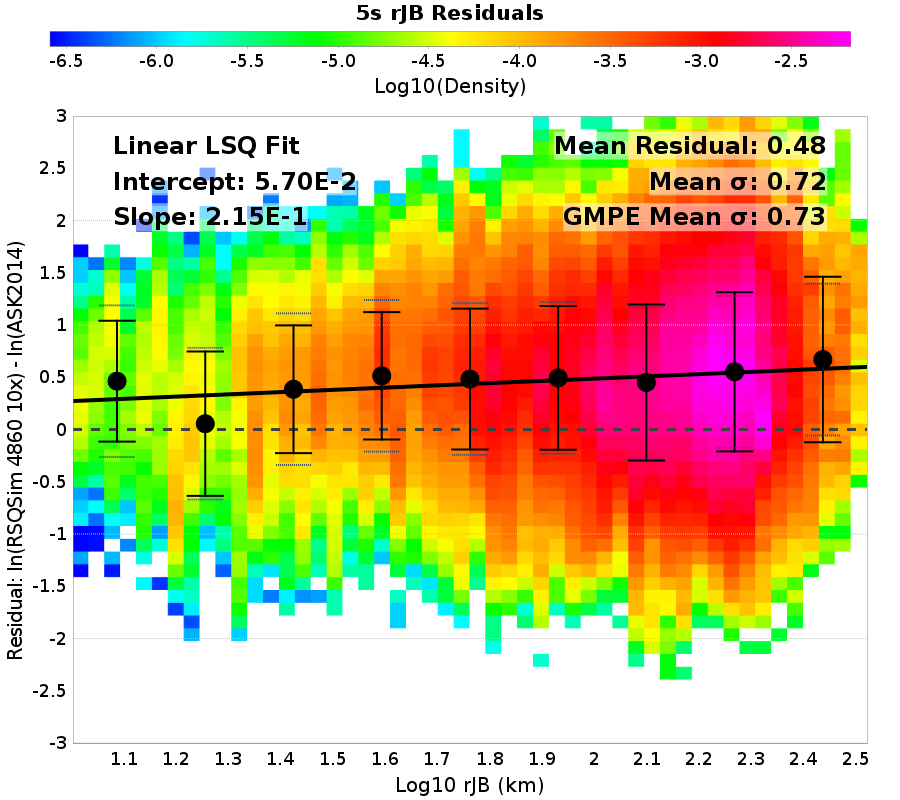 5s rJB Residuals
-6.5 -6.0 -5.5 -5.0 -4.5 -4.0 -3.5 -3.0 -2.5
Log10(Density)
Linear LSQ Fit
Intercept: 5.70E-2
Slope: 2.15E-1
Mean Residual: 0.48
Mean σ: 0.72
GMPE Mean σ: 0.73
Residual: ln(RSQSim 4860 10x) - ln(ASK2014)
3
2.5
2
1.5
1
0.5
0
-0.5
-1
-1.5
-2
-2.5
-3
1.1 1.2 1.3 1.4 1.5 1.6 1.7 1.8 1.9 2 2.1 2.2 2.3 2.4 2.5
Log10 rJB (km)